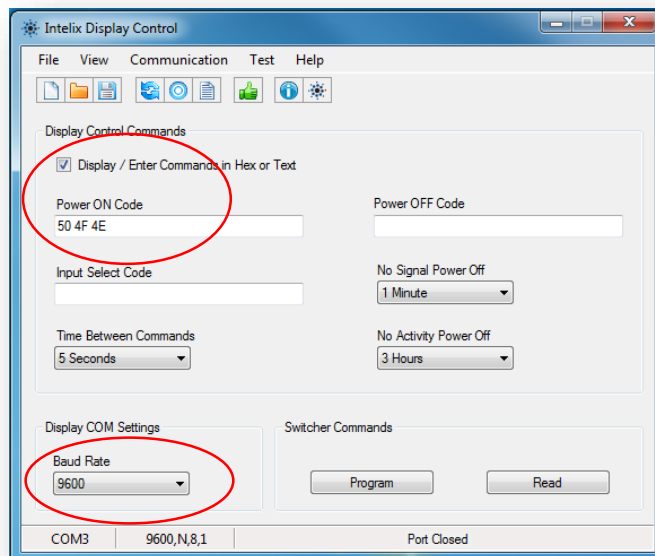 Intelix Display Control
File View Communication Test Help
Display Control Commands
Display / Enter Commands in Hex or Text
Power ON Code Power OFF Code
50 4F 4E
Input Select Code No Signal Power Off
1 Minute
Time Between Commands No Activity Power Off
5 Seconds 3 Hours
Display COM Settings Switcher Commands
Baud Rate
9600 Program Read
COM3 9600,N,8,1 Port Closed